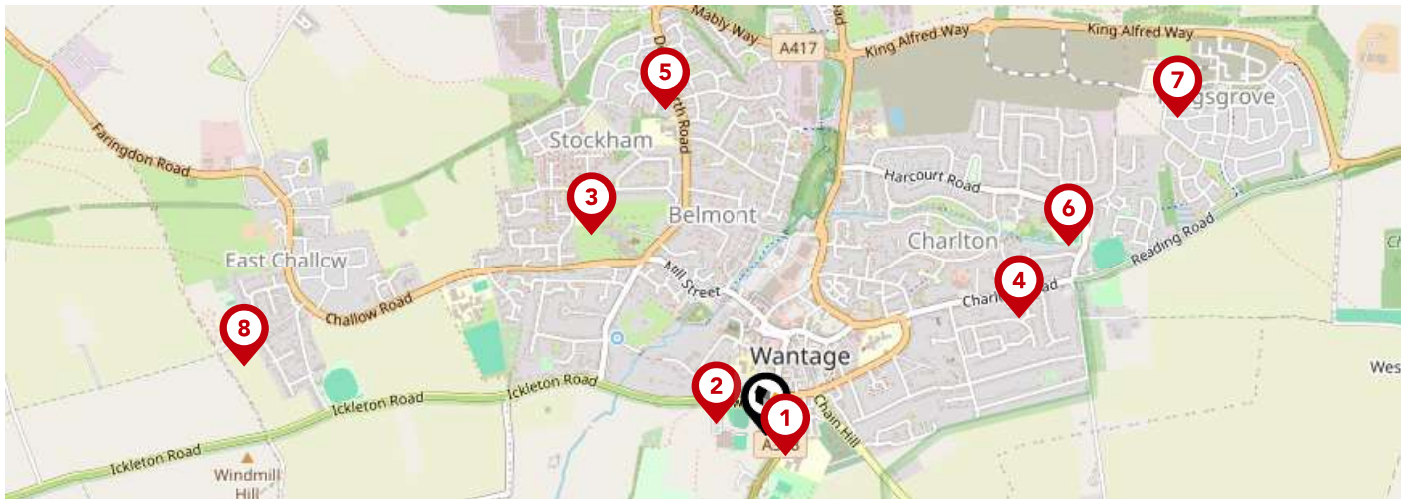 Mably Way
A417
King Alfred Way
King Alfred Way
5
7
Stockham
Faringdon Road
Harcourt Road
3
6
Belmont
Charlton
Reading Road
East Challow
Mill Street
4
Challow Road
8
Wantage
2
1
Ickleton Road
Ickleton Road
Chain Hill
Ickleton Road
Windmill
Hill